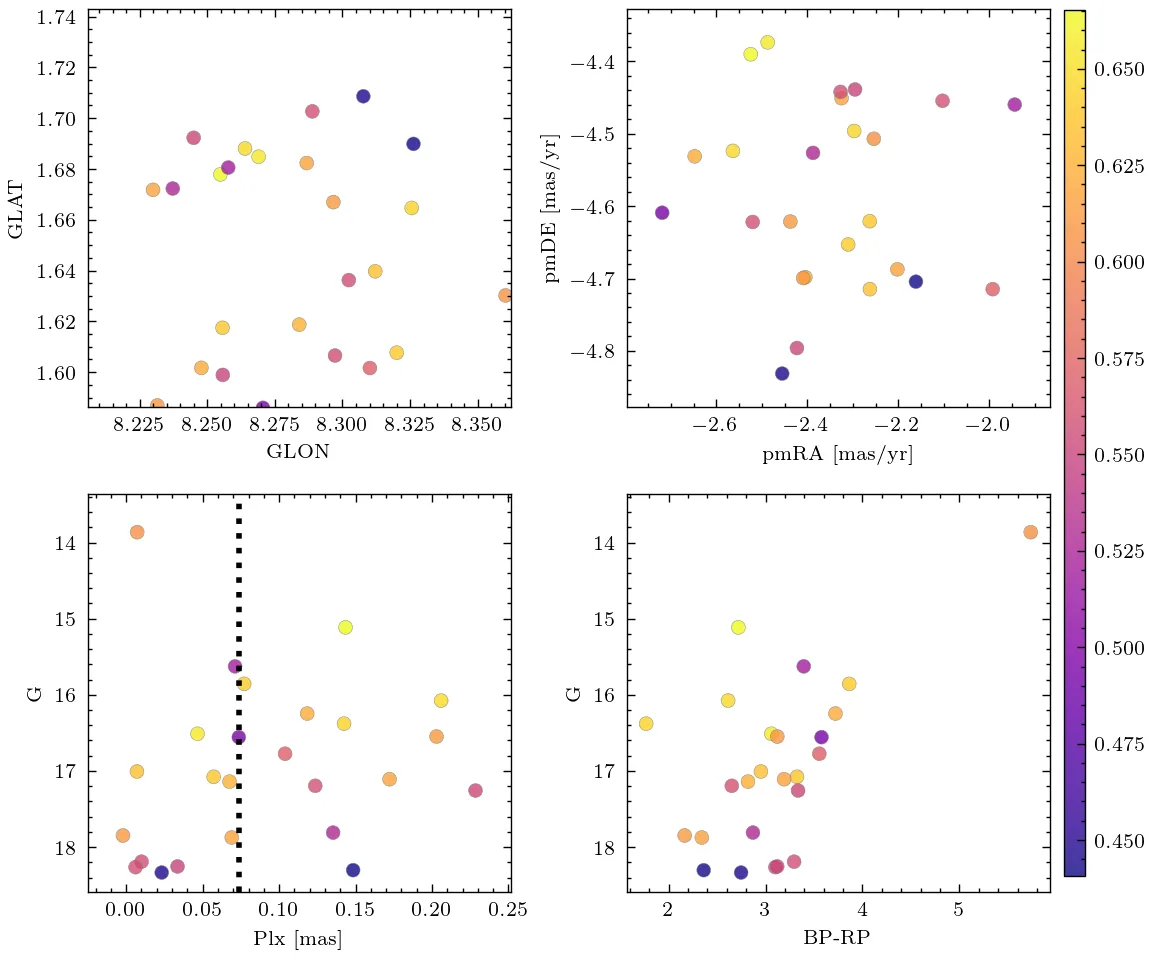 1.74
1.72
1.70
1.68
1.66
1.64
1.62
1.60
GLAT
8.225 8.250 8.275 8.300 8.325 8.350
GLON
−4.4
−4.5
−4.6
−4.7
−4.8
pmDE [mas/yr]
−2.6 −2.4 −2.2 −2.0
pmRA [mas/yr]
14
15
16
17
18
G
0.00 0.05 0.10 0.15 0.20 0.25
Plx [mas]
14
15
16
17
18
G
2 3 4 5
BP-RP
0.650
0.625
0.600
0.575
0.550
0.525
0.500
0.475
0.450